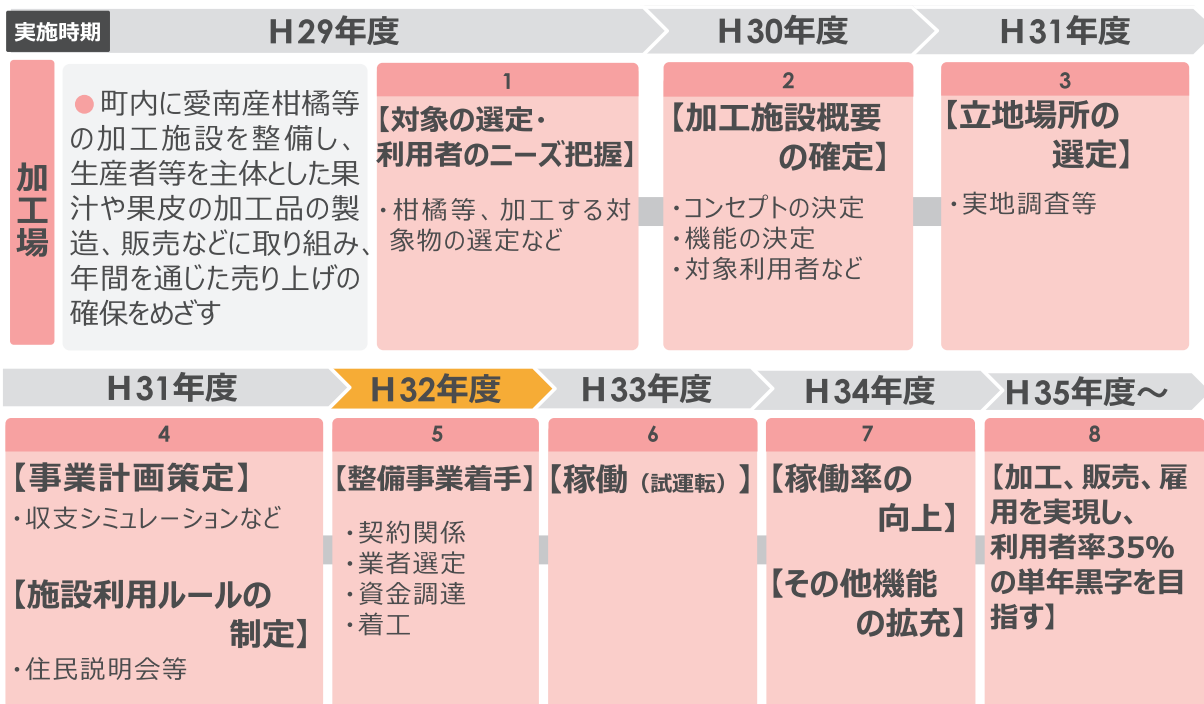 実施時期
H29年度
H30年度
H31年度
加工場
●町内に愛南産柑橘等
の加工施設を整備し、
生産者等を主体とした果
汁や果皮の加工品の製
造、販売などに取り組み、
年間を通じた売り上げの
確保をめざす
1
【対象の選定・
利用者のニーズ把握】
・柑橘等、加工する対
象物の選定など
2
【加工施設概要
の確定】
・コンセプトの決定
・機能の決定
・対象利用者など
3
【立地場所の
選定】
・実地調査等
H31年度
H32年度
H33年度
H34年度
H35年度～
4
【事業計画策定】
・収支シミュレーションなど
【施設利用ルールの
制定】
・住民説明会等
5
【整備事業着手】
・契約関係
・業者選定
・資金調達
・着工
6
【稼働（試運転）】
7
【稼働率の
向上】
【その他機能
の拡充】
8
【加工、販売、雇
用を実現し、
利用者率35%
の単年黒字を目
指す】